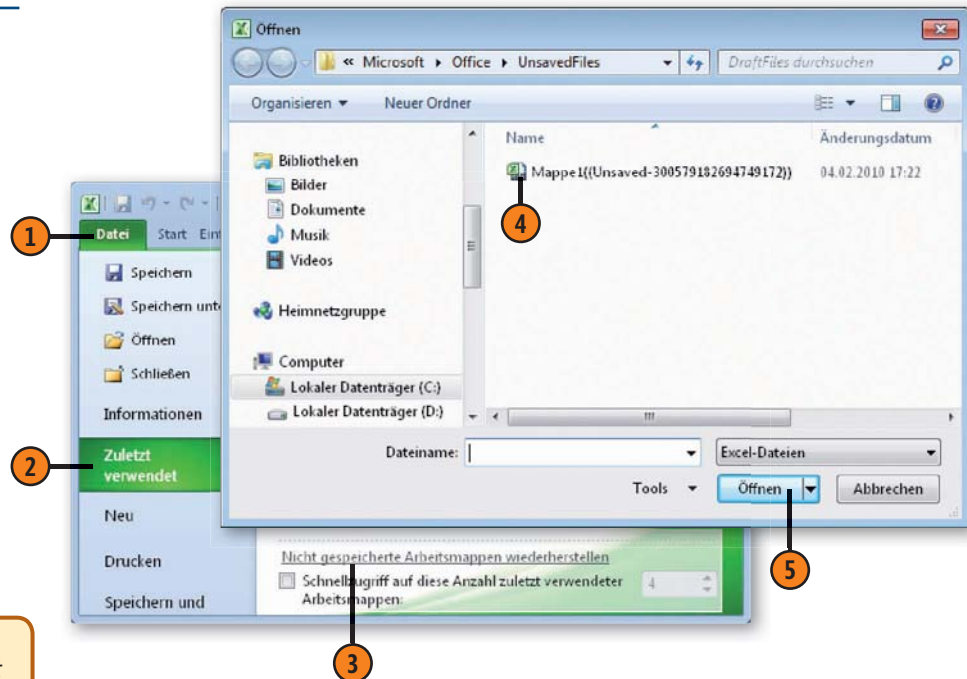 Öffnen
« Microsoft ▸ Office ▸ UnsavedFiles
DraftFiles durchsuchen
Organisieren
Neuer Ordner
Name
Änderungsdatum
Bibliotheken
Bilder
Dokumente
Musik
Videos
Heimnetzgruppe
Computer
Lokaler Datenträger (C:)
Lokaler Datenträger (D:)
Mappe1((Unsaved-300579182694749172))
04.02.2010 17:22
4
Dateiname:
Excel-Dateien
Tools
Öffnen
Abbrechen
5
1
Datei
Start
Speichern
Speichern
Öffnen
Schließen
Informationen
2
Zuletzt
verwendet
Neu
Drucken
Speichern und
Nicht gespeicherte Arbeitsmappen wiederherstellen
Schnellzugriff auf diese Anzahl zuletzt verwendeter
Arbeitsmappen:
4
3